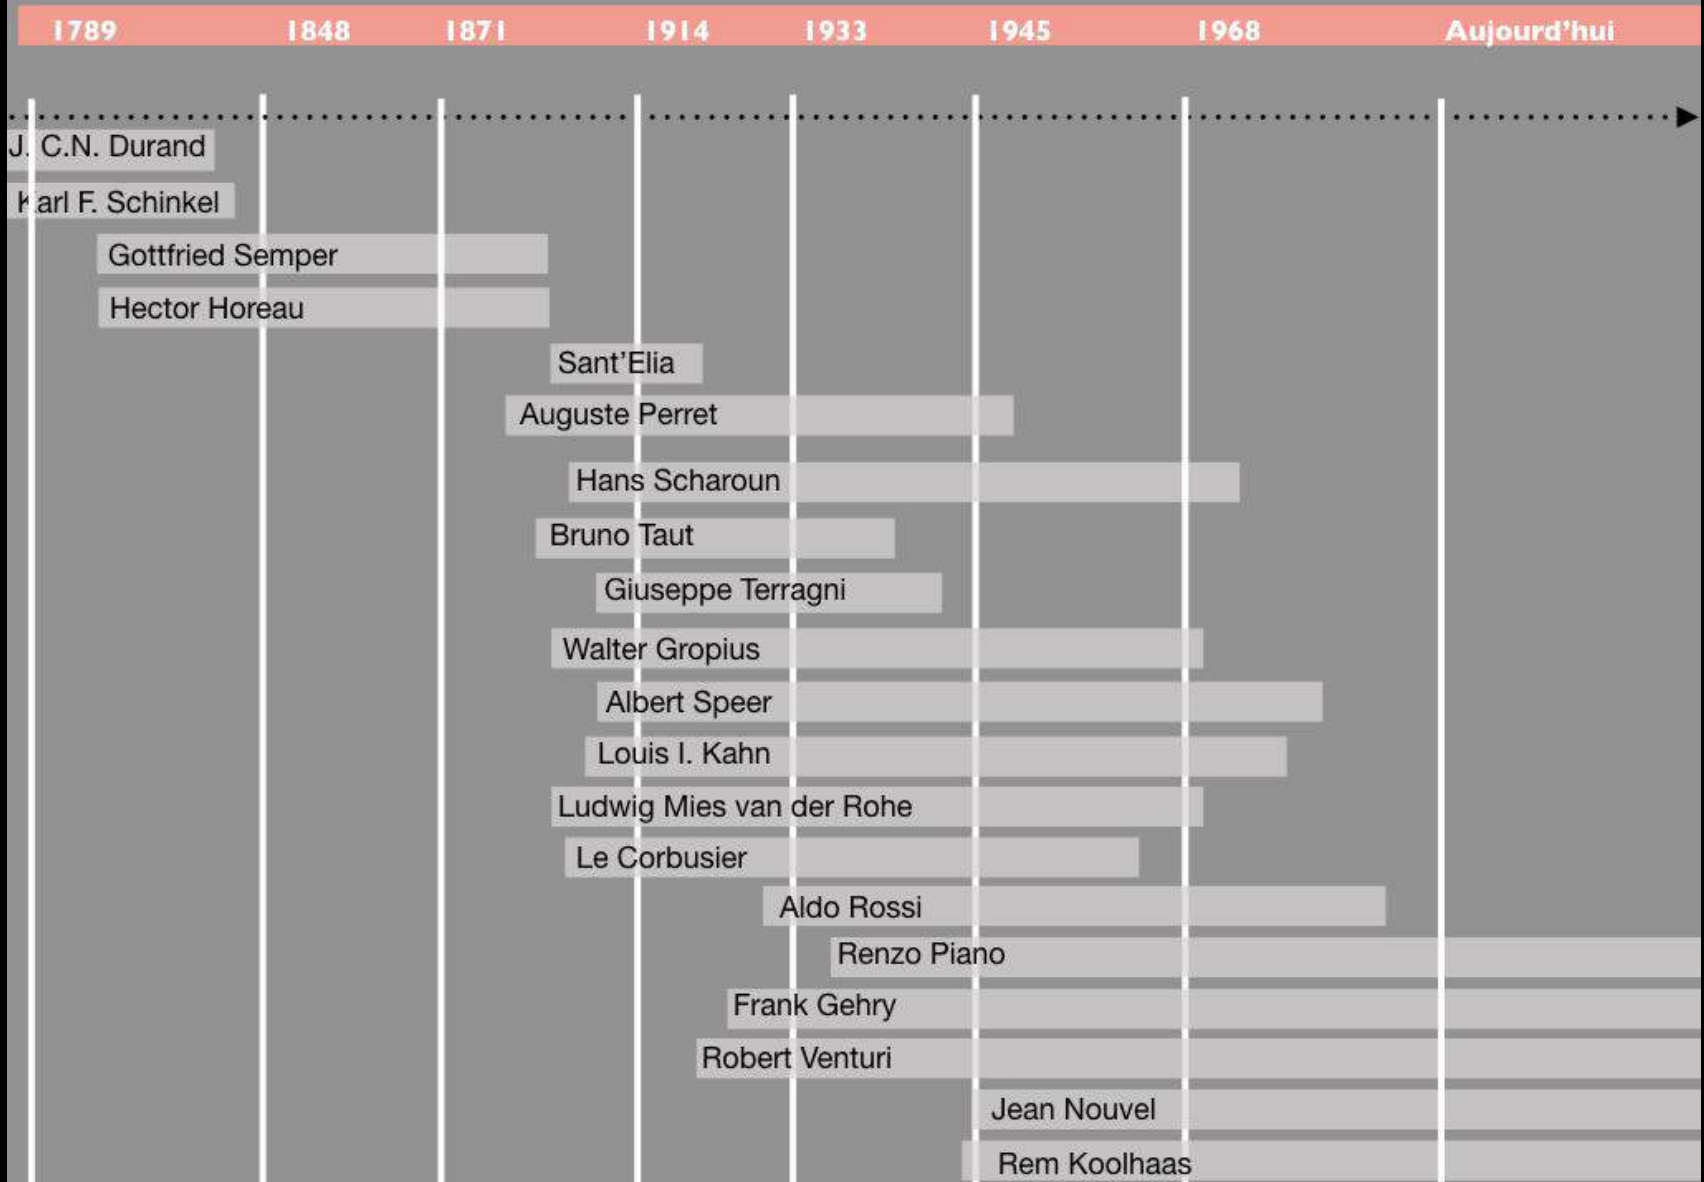 1789 1848 1871 1914 1933 1945 1968 Aujourd'hui
J. C.N. Durand
Karl F. Schinkel
Gottfried Semper
Hector Horeau
Sant'Elia
Auguste Perret
Hans Scharoun
Bruno Taut
Giuseppe Terragni
Walter Gropius
Albert Speer
Louis I. Kahn
Ludwig Mies van der Rohe
Le Corbusier
Aldo Rossi
Renzo Piano
Frank Gehry
Robert Venturi
Jean Nouvel
Rem Koolhaas